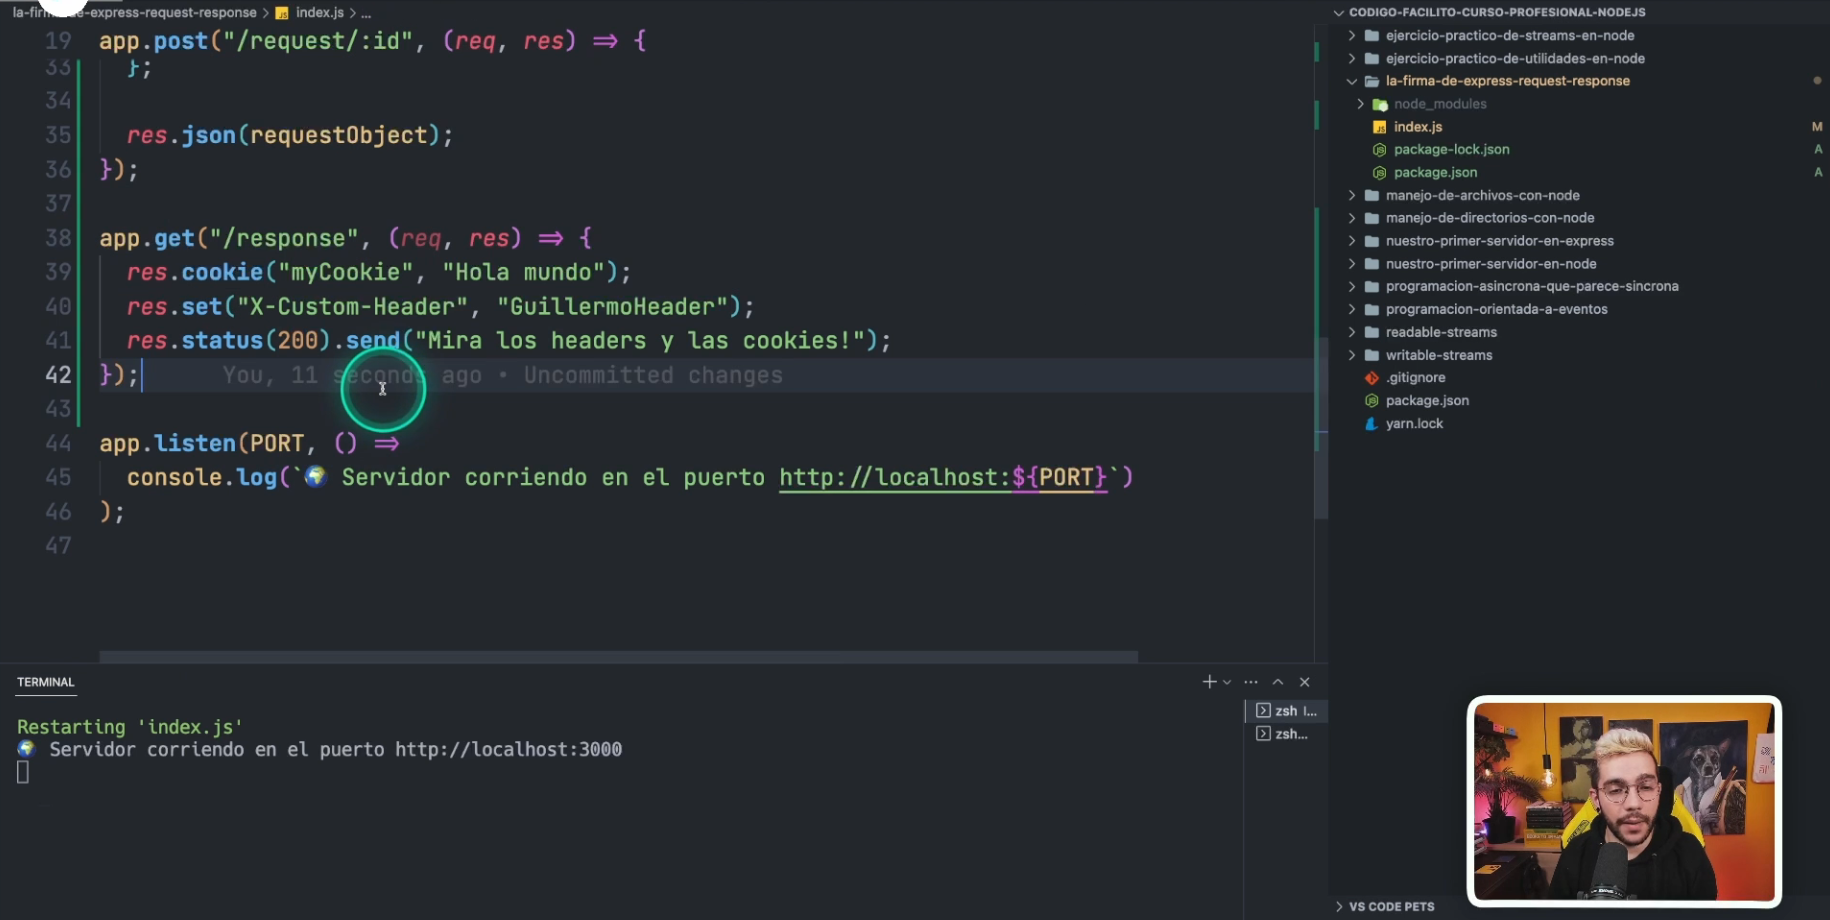 la-firma-de-express-request-response > index.js > ...
19 app.post("/request/:id", (req, res) => {
33 };
34
35 res.json(requestObject);
36 });
37
38 app.get("/response", (req, res) => {
39 res.cookie("myCookie", "Hola mundo");
40 res.set("X-Custom-Header", "GuillermoHeader");
41 res.status(200).send("Mira los headers y las cookies!");
42 }); You, 11 seconds ago • Uncommitted changes
43
44 app.listen(PORT, () =>
45 console.log(`🌍 Servidor corriendo en el puerto http://localhost:${PORT}`)
46 );
47
TERMINAL
Restarting 'index.js'
🌍 Servidor corriendo en el puerto http://localhost:3000
zsh l...
zsh...
CODIGO-FACILITO-CURSO-PROFESIONAL-NODEJS
ejercicio-practico-de-streams-en-node
ejercicio-practico-de-utilidades-en-node
la-firma-de-express-request-response
node_modules
JS index.js M
package-lock.json A
package.json A
manejo-de-archivos-con-node
manejo-de-directorios-con-node
nuestro-primer-servidor-en-express
nuestro-primer-servidor-en-node
programacion-asincrona-que-parece-sincrona
programacion-orientada-a-eventos
readable-streams
writable-streams
.gitignore
package.json
yarn.lock
VS CODE PETS